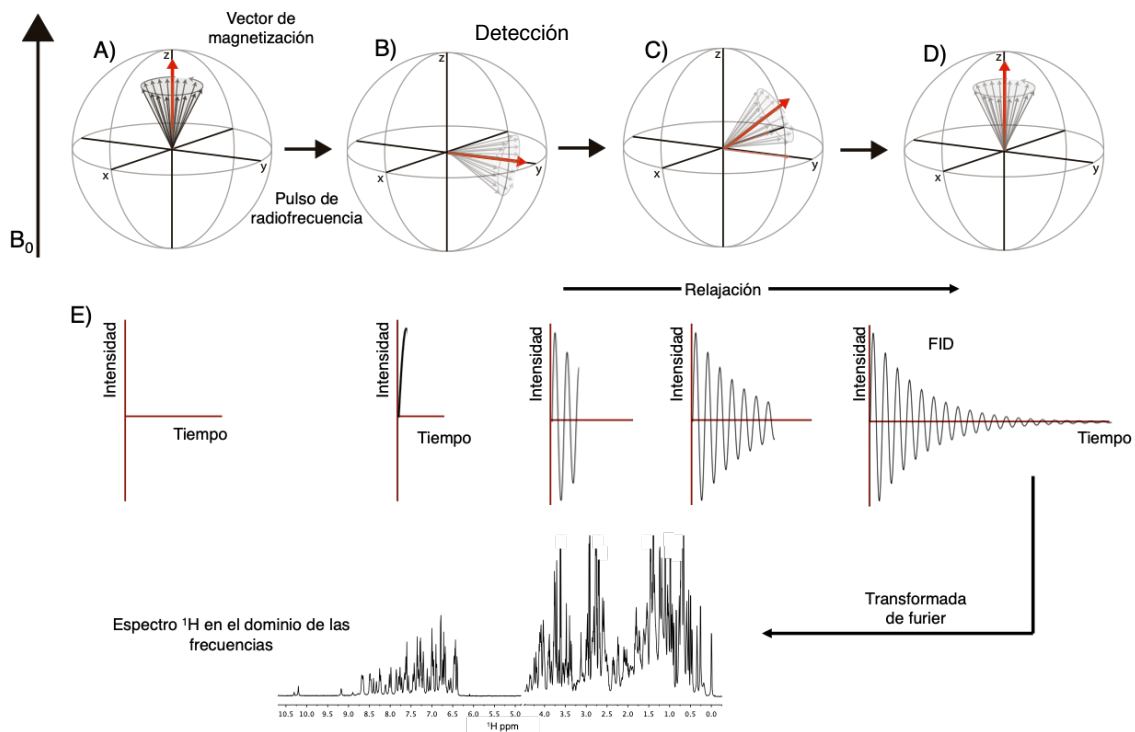 Vector de
magnetización
Detección
A)
B)
C)
D)
z
z
z
z
x
y
x
y
x
y
x
y
B0
Pulso de
radiofrecuencia
Relajación
E)
Intensidad
Tiempo
Intensidad
Tiempo
Intensidad
Intensidad
Intensidad
FID
Tiempo
Transformada
de furier
Espectro ¹H en el dominio de las
frecuencias
10.5 10.0 9.5 9.0 8.5 8.0 7.5 7.0 6.5 6.0 5.5 5.0 4.0 3.5 3.0 2.5 2.0 1.5 1.0 0.5 0.0
¹H ppm